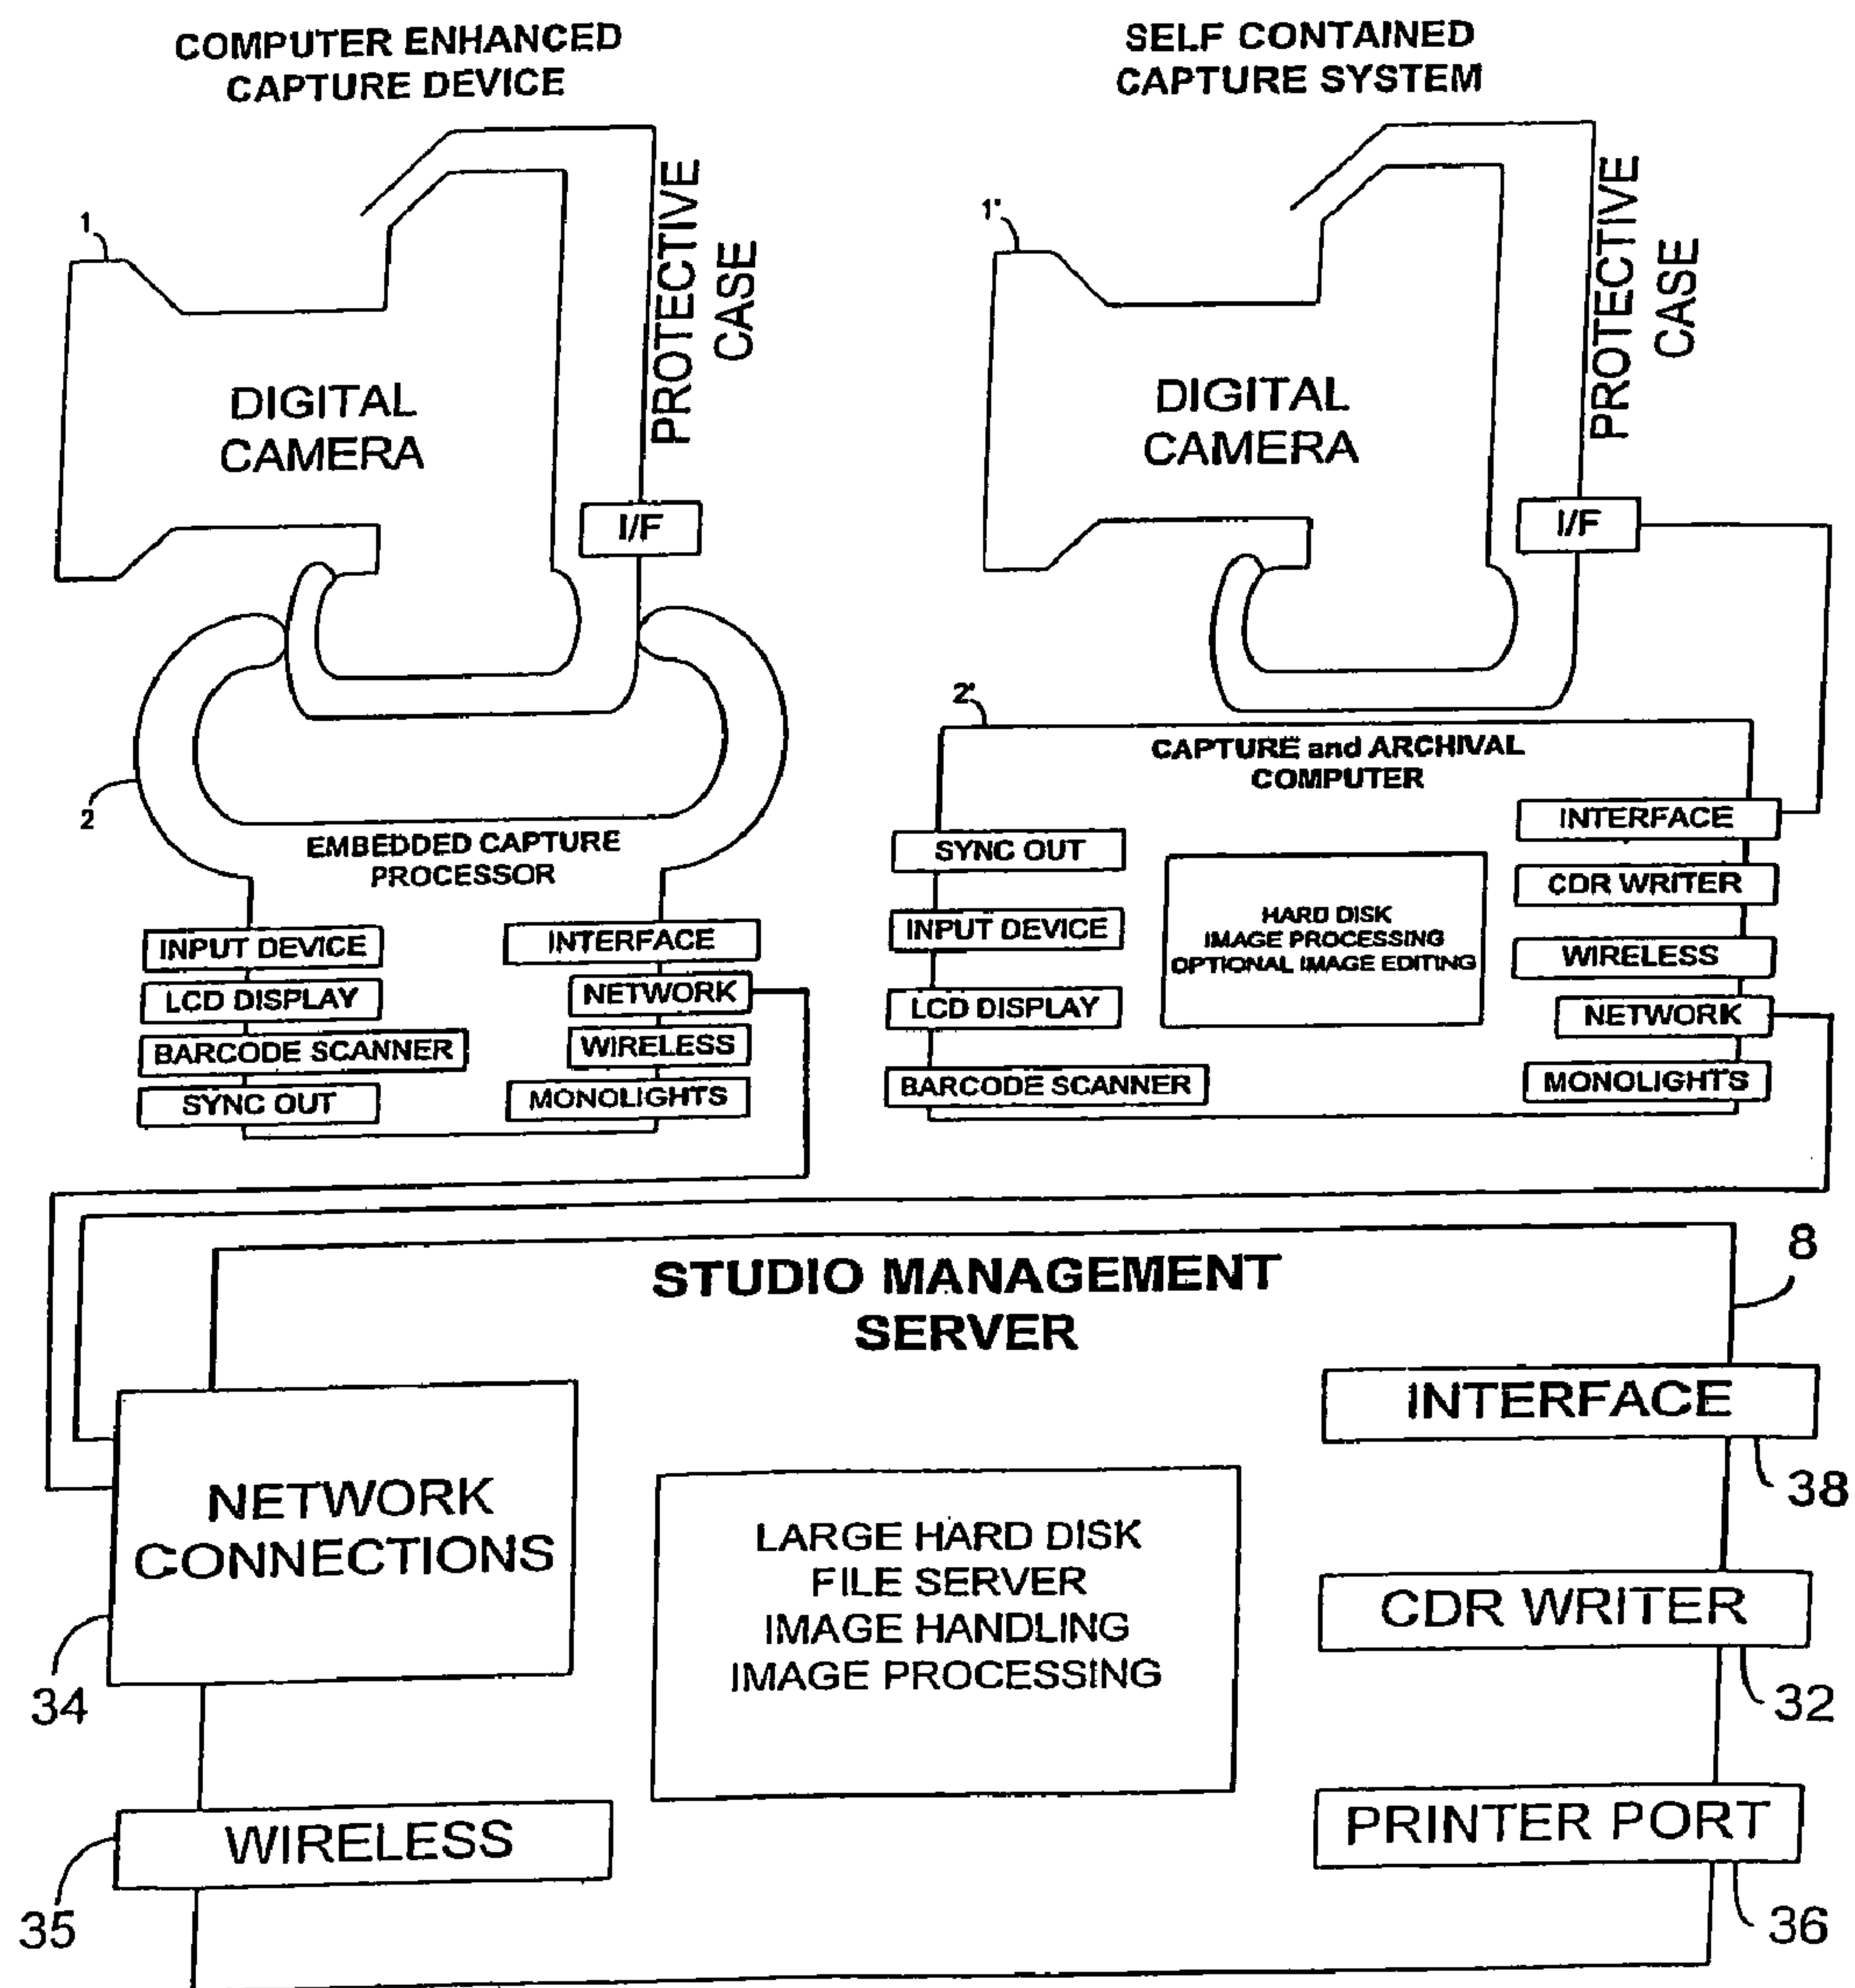 COMPUTER ENHANCED
CAPTURE DEVICE
1
DIGITAL
CAMERA
PROTECTIVE
CASE
I/F
2
EMBEDDED CAPTURE
PROCESSOR
INPUT DEVICE
LCD DISPLAY
BARCODE SCANNER
SYNC OUT
INTERFACE
NETWORK
WIRELESS
MONOLIGHTS
SELF CONTAINED
CAPTURE SYSTEM
1'
DIGITAL
CAMERA
PROTECTIVE
CASE
I/F
2'
CAPTURE and ARCHIVAL
COMPUTER
SYNC OUT
INPUT DEVICE
LCD DISPLAY
BARCODE SCANNER
HARD DISK
IMAGE PROCESSING
OPTIONAL IMAGE EDITING
INTERFACE
CDR WRITER
WIRELESS
NETWORK
MONOLIGHTS
STUDIO MANAGEMENT
SERVER
8
NETWORK
CONNECTIONS
34
WIRELESS
35
LARGE HARD DISK
FILE SERVER
IMAGE HANDLING
IMAGE PROCESSING
INTERFACE
38
CDR WRITER
32
PRINTER PORT
36